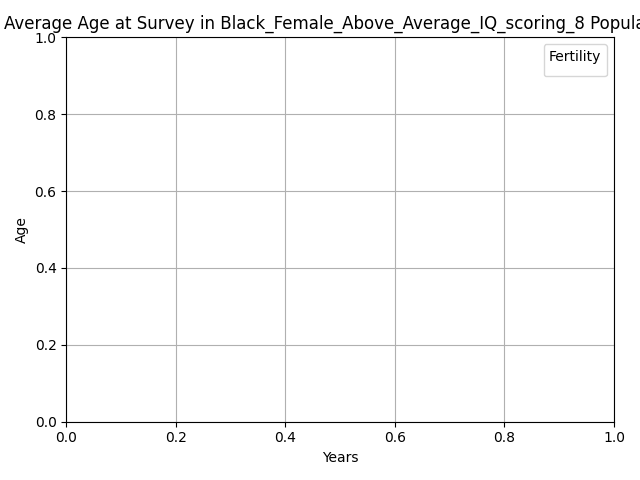 Average Age at Survey in Black_Female_Above_Average_IQ_scoring_8 Popula
Fertility
1.0
0.8
0.6
0.4
0.2
0.0
Age
0.0 0.2 0.4 0.6 0.8 1.0
Years